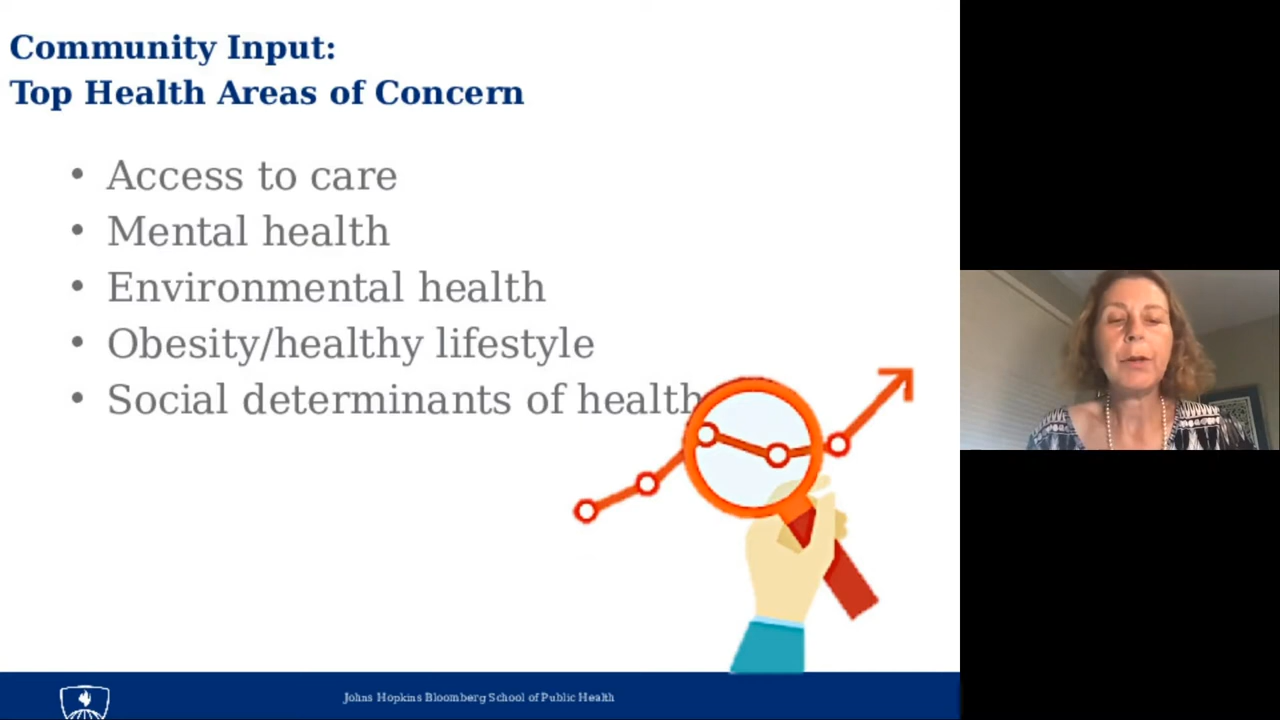 Community Input:
Top Health Areas of Concern
• Access to care
• Mental health
• Environmental health
• Obesity/healthy lifestyle
• Social determinants of health
Johns Hopkins Bloomberg School of Public Health